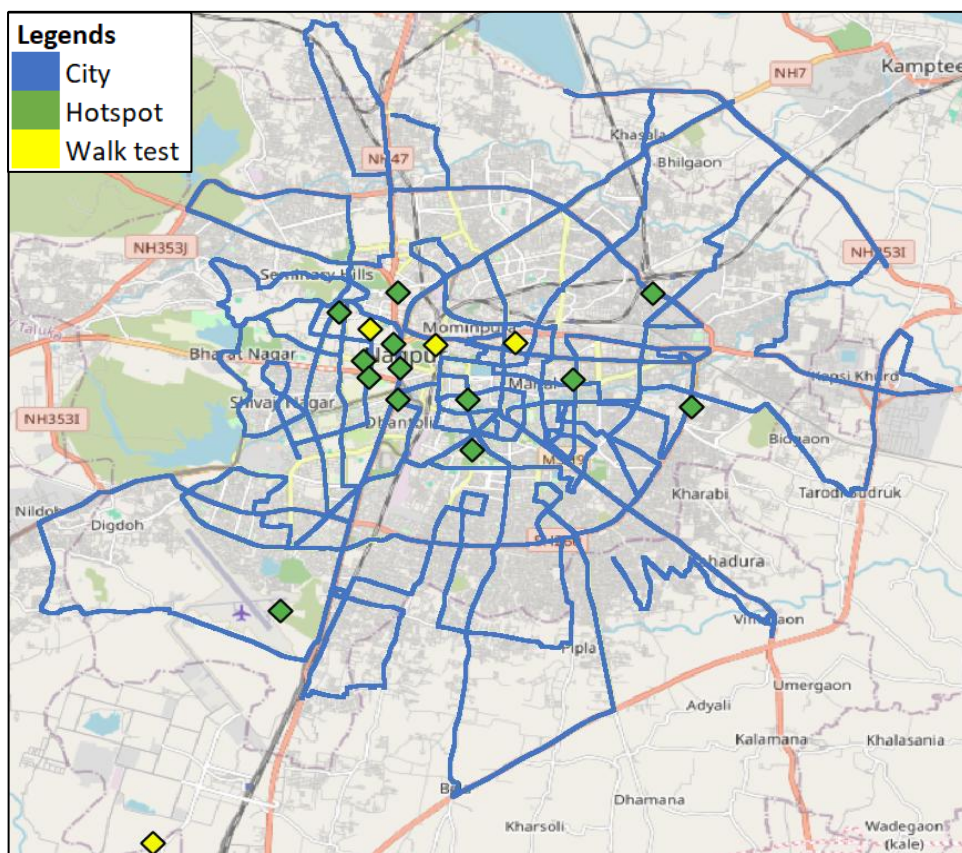 Legends
City
Hotspot
Walk test
Kamptee
NH7
Khasala
NH47
Bhilgaon
NH353J
NH353I
Seminary Hills
Taluke
Mominpura
Bharat Nagar
Nagpur
Kapsi Khurd
Mahal
Shivaji Nagar
NH353I
Dhantoli
Bidgaon
Kharabi
Tarodi Budruk
Nildoh
Digdoh
Vihirgaon
Pipla
Umergaon
Adyali
Kalamana
Khalasania
Dhamana
Kharsoli
Wadegaon
(kale)